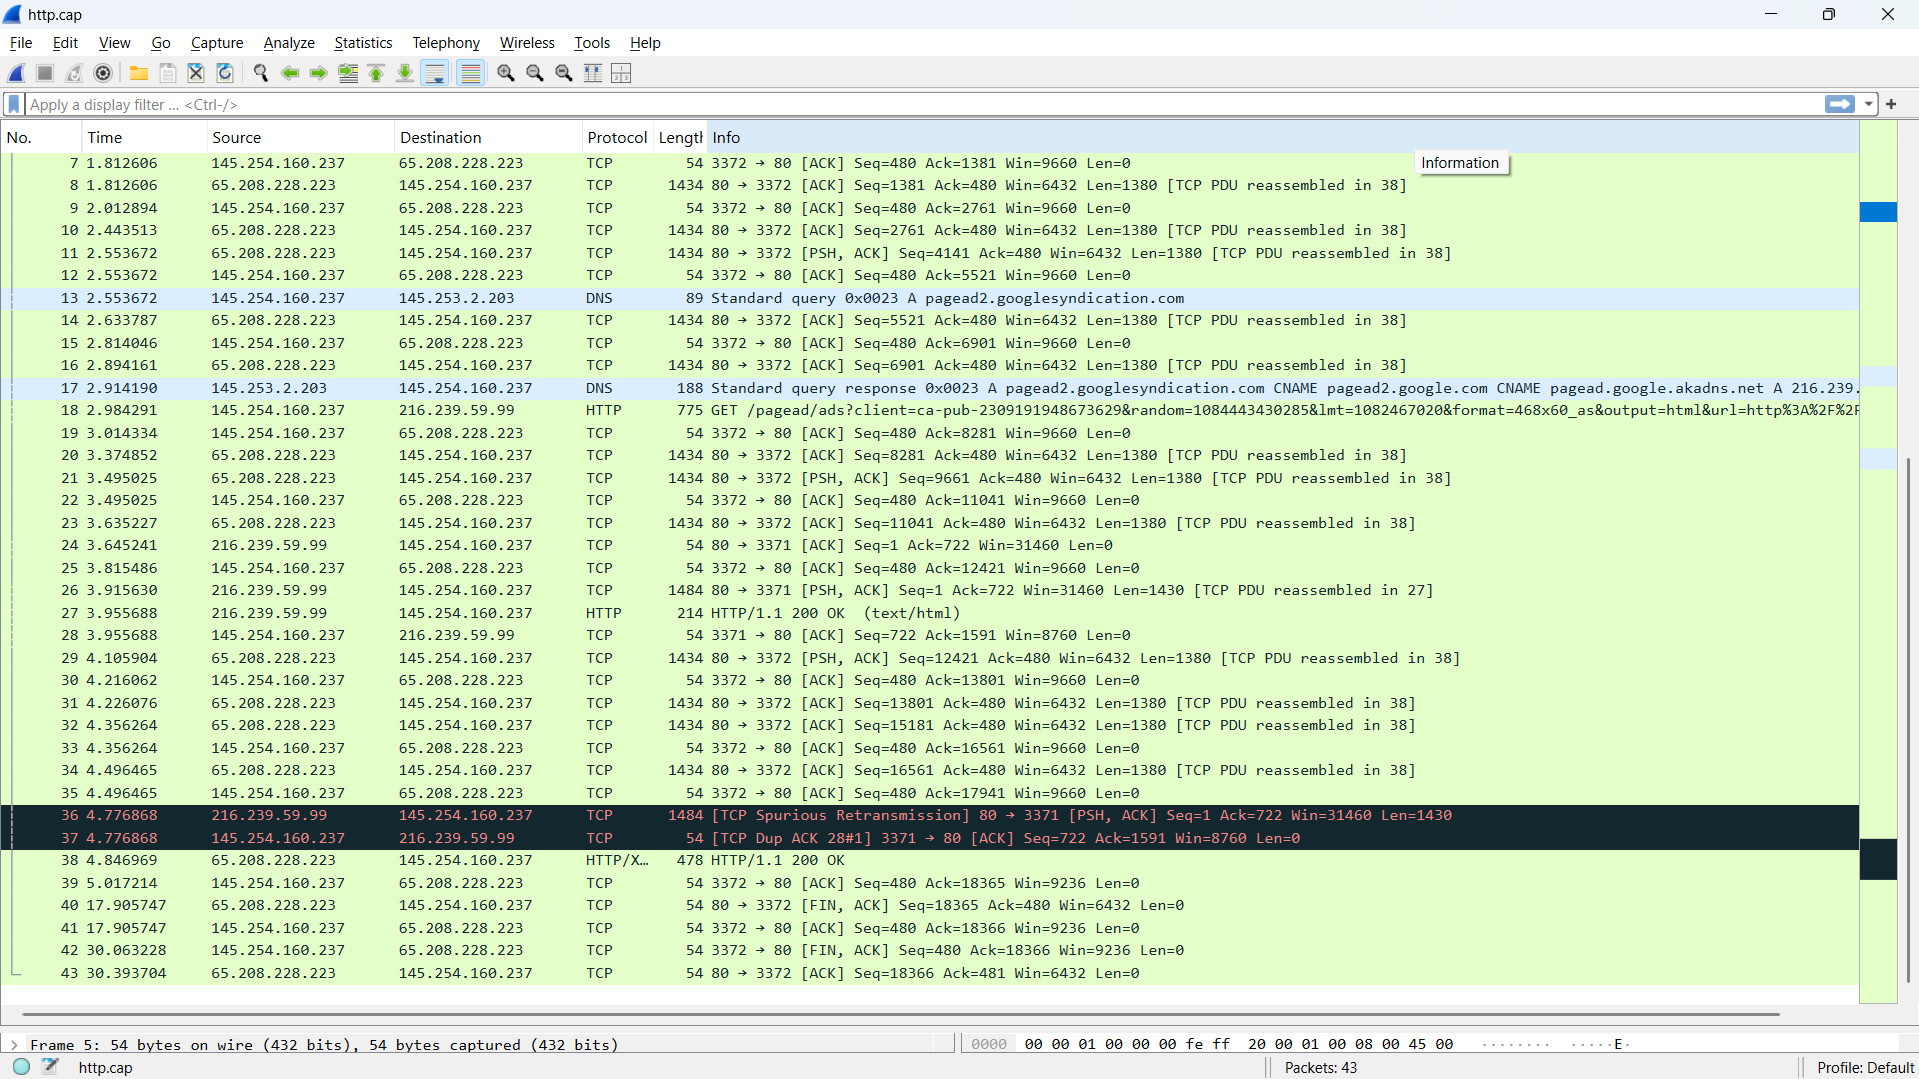 http.cap
File Edit View Go Capture Analyze Statistics Telephony Wireless Tools Help
Apply a display filter ... <Ctrl-/>
No. Time Source Destination Protocol Length Info
Information
7 1.812606 145.254.160.237 65.208.228.223 TCP 54 3372 → 80 [ACK] Seq=480 Ack=1381 Win=9660 Len=0
8 1.812606 65.208.228.223 145.254.160.237 TCP 1434 80 → 3372 [ACK] Seq=1381 Ack=480 Win=6432 Len=1380 [TCP PDU reassembled in 38]
9 2.012894 145.254.160.237 65.208.228.223 TCP 54 3372 → 80 [ACK] Seq=480 Ack=2761 Win=9660 Len=0
10 2.443513 65.208.228.223 145.254.160.237 TCP 1434 80 → 3372 [ACK] Seq=2761 Ack=480 Win=6432 Len=1380 [TCP PDU reassembled in 38]
11 2.553672 65.208.228.223 145.254.160.237 TCP 1434 80 → 3372 [PSH, ACK] Seq=4141 Ack=480 Win=6432 Len=1380 [TCP PDU reassembled in 38]
12 2.553672 145.254.160.237 65.208.228.223 TCP 54 3372 → 80 [ACK] Seq=480 Ack=5521 Win=9660 Len=0
13 2.553672 145.254.160.237 145.253.2.203 DNS 89 Standard query 0x0023 A pagead2.googlesyndication.com
14 2.633787 65.208.228.223 145.254.160.237 TCP 1434 80 → 3372 [ACK] Seq=5521 Ack=480 Win=6432 Len=1380 [TCP PDU reassembled in 38]
15 2.814046 145.254.160.237 65.208.228.223 TCP 54 3372 → 80 [ACK] Seq=480 Ack=6901 Win=9660 Len=0
16 2.894161 65.208.228.223 145.254.160.237 TCP 1434 80 → 3372 [ACK] Seq=6901 Ack=480 Win=6432 Len=1380 [TCP PDU reassembled in 38]
17 2.914190 145.253.2.203 145.254.160.237 DNS 188 Standard query response 0x0023 A pagead2.googlesyndication.com CNAME pagead2.google.com CNAME pagead.google.akadns.net A 216.239.
18 2.984291 145.254.160.237 216.239.59.99 HTTP 775 GET /pagead/ads?client=ca-pub-2309191948673629&random=1084443430285&lmt=1082467020&format=468x60_as&output=html&url=http%3A%2F%2F
19 3.014334 145.254.160.237 65.208.228.223 TCP 54 3372 → 80 [ACK] Seq=480 Ack=8281 Win=9660 Len=0
20 3.374852 65.208.228.223 145.254.160.237 TCP 1434 80 → 3372 [ACK] Seq=8281 Ack=480 Win=6432 Len=1380 [TCP PDU reassembled in 38]
21 3.495025 65.208.228.223 145.254.160.237 TCP 1434 80 → 3372 [PSH, ACK] Seq=9661 Ack=480 Win=6432 Len=1380 [TCP PDU reassembled in 38]
22 3.495025 145.254.160.237 65.208.228.223 TCP 54 3372 → 80 [ACK] Seq=480 Ack=11041 Win=9660 Len=0
23 3.635227 65.208.228.223 145.254.160.237 TCP 1434 80 → 3372 [ACK] Seq=11041 Ack=480 Win=6432 Len=1380 [TCP PDU reassembled in 38]
24 3.645241 216.239.59.99 145.254.160.237 TCP 54 80 → 3371 [ACK] Seq=1 Ack=722 Win=31460 Len=0
25 3.815486 145.254.160.237 65.208.228.223 TCP 54 3372 → 80 [ACK] Seq=480 Ack=12421 Win=9660 Len=0
26 3.915630 216.239.59.99 145.254.160.237 TCP 1484 80 → 3371 [PSH, ACK] Seq=1 Ack=722 Win=31460 Len=1430 [TCP PDU reassembled in 27]
27 3.955688 216.239.59.99 145.254.160.237 HTTP 214 HTTP/1.1 200 OK (text/html)
28 3.955688 145.254.160.237 216.239.59.99 TCP 54 3371 → 80 [ACK] Seq=722 Ack=1591 Win=8760 Len=0
29 4.105904 65.208.228.223 145.254.160.237 TCP 1434 80 → 3372 [PSH, ACK] Seq=12421 Ack=480 Win=6432 Len=1380 [TCP PDU reassembled in 38]
30 4.216062 145.254.160.237 65.208.228.223 TCP 54 3372 → 80 [ACK] Seq=480 Ack=13801 Win=9660 Len=0
31 4.226076 65.208.228.223 145.254.160.237 TCP 1434 80 → 3372 [ACK] Seq=13801 Ack=480 Win=6432 Len=1380 [TCP PDU reassembled in 38]
32 4.356264 65.208.228.223 145.254.160.237 TCP 1434 80 → 3372 [ACK] Seq=15181 Ack=480 Win=6432 Len=1380 [TCP PDU reassembled in 38]
33 4.356264 145.254.160.237 65.208.228.223 TCP 54 3372 → 80 [ACK] Seq=480 Ack=16561 Win=9660 Len=0
34 4.496465 65.208.228.223 145.254.160.237 TCP 1434 80 → 3372 [ACK] Seq=16561 Ack=480 Win=6432 Len=1380 [TCP PDU reassembled in 38]
35 4.496465 145.254.160.237 65.208.228.223 TCP 54 3372 → 80 [ACK] Seq=480 Ack=17941 Win=9660 Len=0
36 4.776868 216.239.59.99 145.254.160.237 TCP 1484 [TCP Spurious Retransmission] 80 → 3371 [PSH, ACK] Seq=1 Ack=722 Win=31460 Len=1430
37 4.776868 145.254.160.237 216.239.59.99 TCP 54 [TCP Dup ACK 28#1] 3371 → 80 [ACK] Seq=722 Ack=1591 Win=8760 Len=0
38 4.846969 65.208.228.223 145.254.160.237 HTTP/X… 478 HTTP/1.1 200 OK
39 5.017214 145.254.160.237 65.208.228.223 TCP 54 3372 → 80 [ACK] Seq=480 Ack=18365 Win=9236 Len=0
40 17.905747 65.208.228.223 145.254.160.237 TCP 54 80 → 3372 [FIN, ACK] Seq=18365 Ack=480 Win=6432 Len=0
41 17.905747 145.254.160.237 65.208.228.223 TCP 54 3372 → 80 [ACK] Seq=480 Ack=18366 Win=9236 Len=0
42 30.063228 145.254.160.237 65.208.228.223 TCP 54 3372 → 80 [FIN, ACK] Seq=480 Ack=18366 Win=9236 Len=0
43 30.393704 65.208.228.223 145.254.160.237 TCP 54 80 → 3372 [ACK] Seq=18366 Ack=481 Win=6432 Len=0
Frame 5: 54 bytes on wire (432 bits), 54 bytes captured (432 bits)
0000 00 00 01 00 00 00 fe ff 20 00 01 00 08 00 45 00 ········ ·····E·
http.cap
Packets: 43
Profile: Default